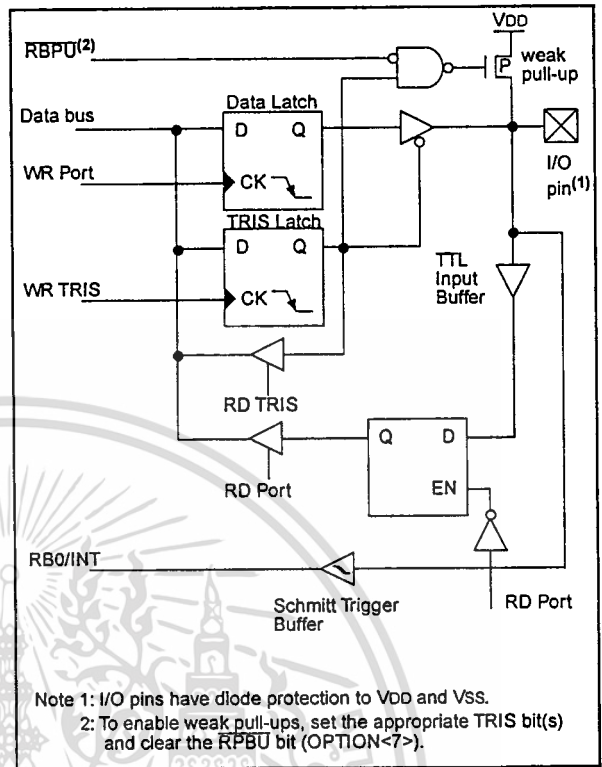 VDD
RBPU(2)
P
weak
pull-up
Data Latch
Data bus
D Q
WR Port
CK
I/O
pin(1)
TRIS Latch
D Q
TTL
Input
Buffer
WR TRIS
CK
RD TRIS
Q D
EN
RD Port
RB0/INT
Schmitt Trigger
Buffer
RD Port
Note 1: I/O pins have diode protection to VDD and VSS.
2: To enable weak pull-ups, set the appropriate TRIS bit(s)
and clear the RPBU bit (OPTION<7>).